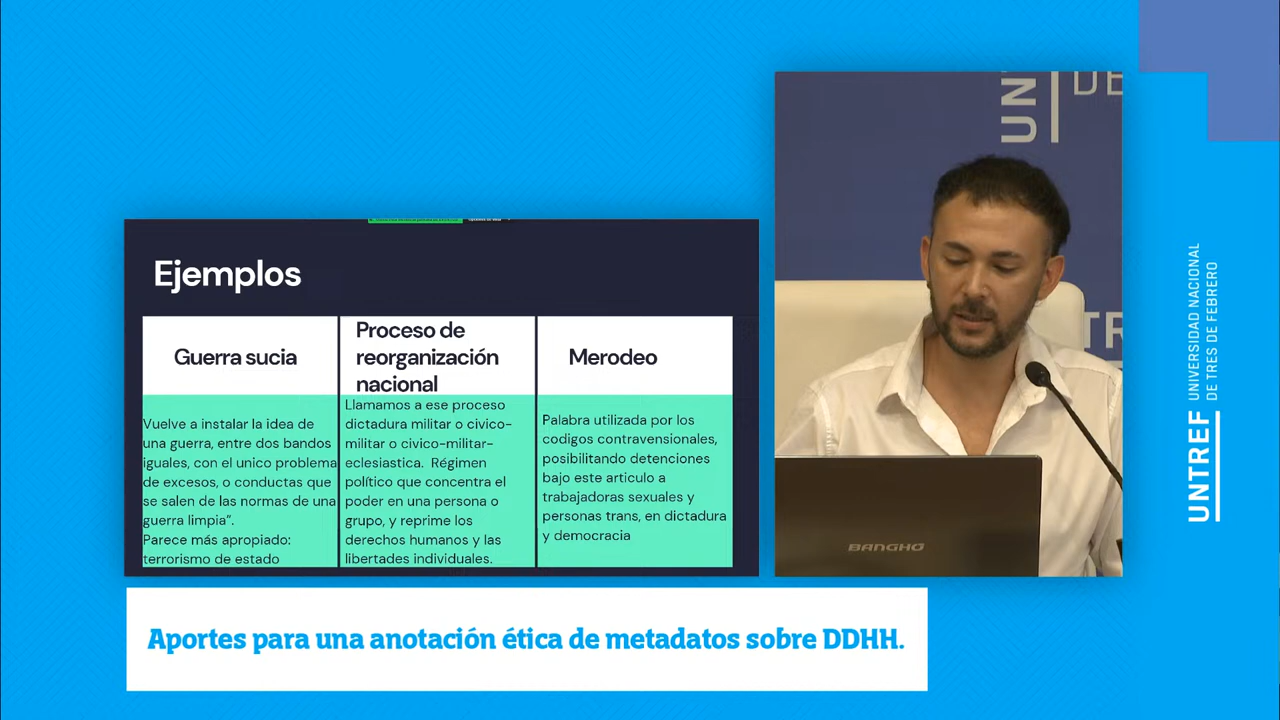 Ejemplos
Guerra sucia
Proceso de
reorganización
nacional
Merodeo
Vuelve a instalar la idea de
una guerra, entre dos bandos
iguales, con el unico problema
de excesos, o conductas que
se salen de las normas de una
guerra limpia”.
Parece más apropiado:
terrorismo de estado
Llamamos a ese proceso
dictadura militar o civico-
militar o civico-militar-
eclesiastica. Régimen
político que concentra el
poder en una persona o
grupo, y reprime los
derechos humanos y las
libertades individuales.
Palabra utilizada por los
codigos contravensionales,
posibilitando detenciones
bajo este articulo a
trabajadoras sexuales y
personas trans, en dictadura
y democracia
UN
DE
TR
BANGHO
UNTREF
UNIVERSIDAD NACIONAL
DE TRES DE FEBRERO
Aportes para una anotación ética de metadatos sobre DDHH.